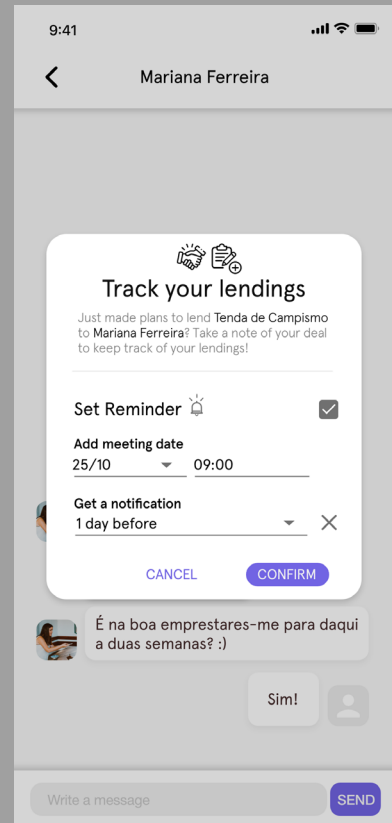 9:41
Mariana Ferreira
Track your lendings
Just made plans to lend Tenda de Campismo
to Mariana Ferreira? Take a note of your deal
to keep track of your lendings!
Set Reminder
Add meeting date
25/10 09:00
Get a notification
1 day before
CANCEL CONFIRM
É na boa emprestares-me para daqui
a duas semanas? :)
Sim!
Write a message SEND